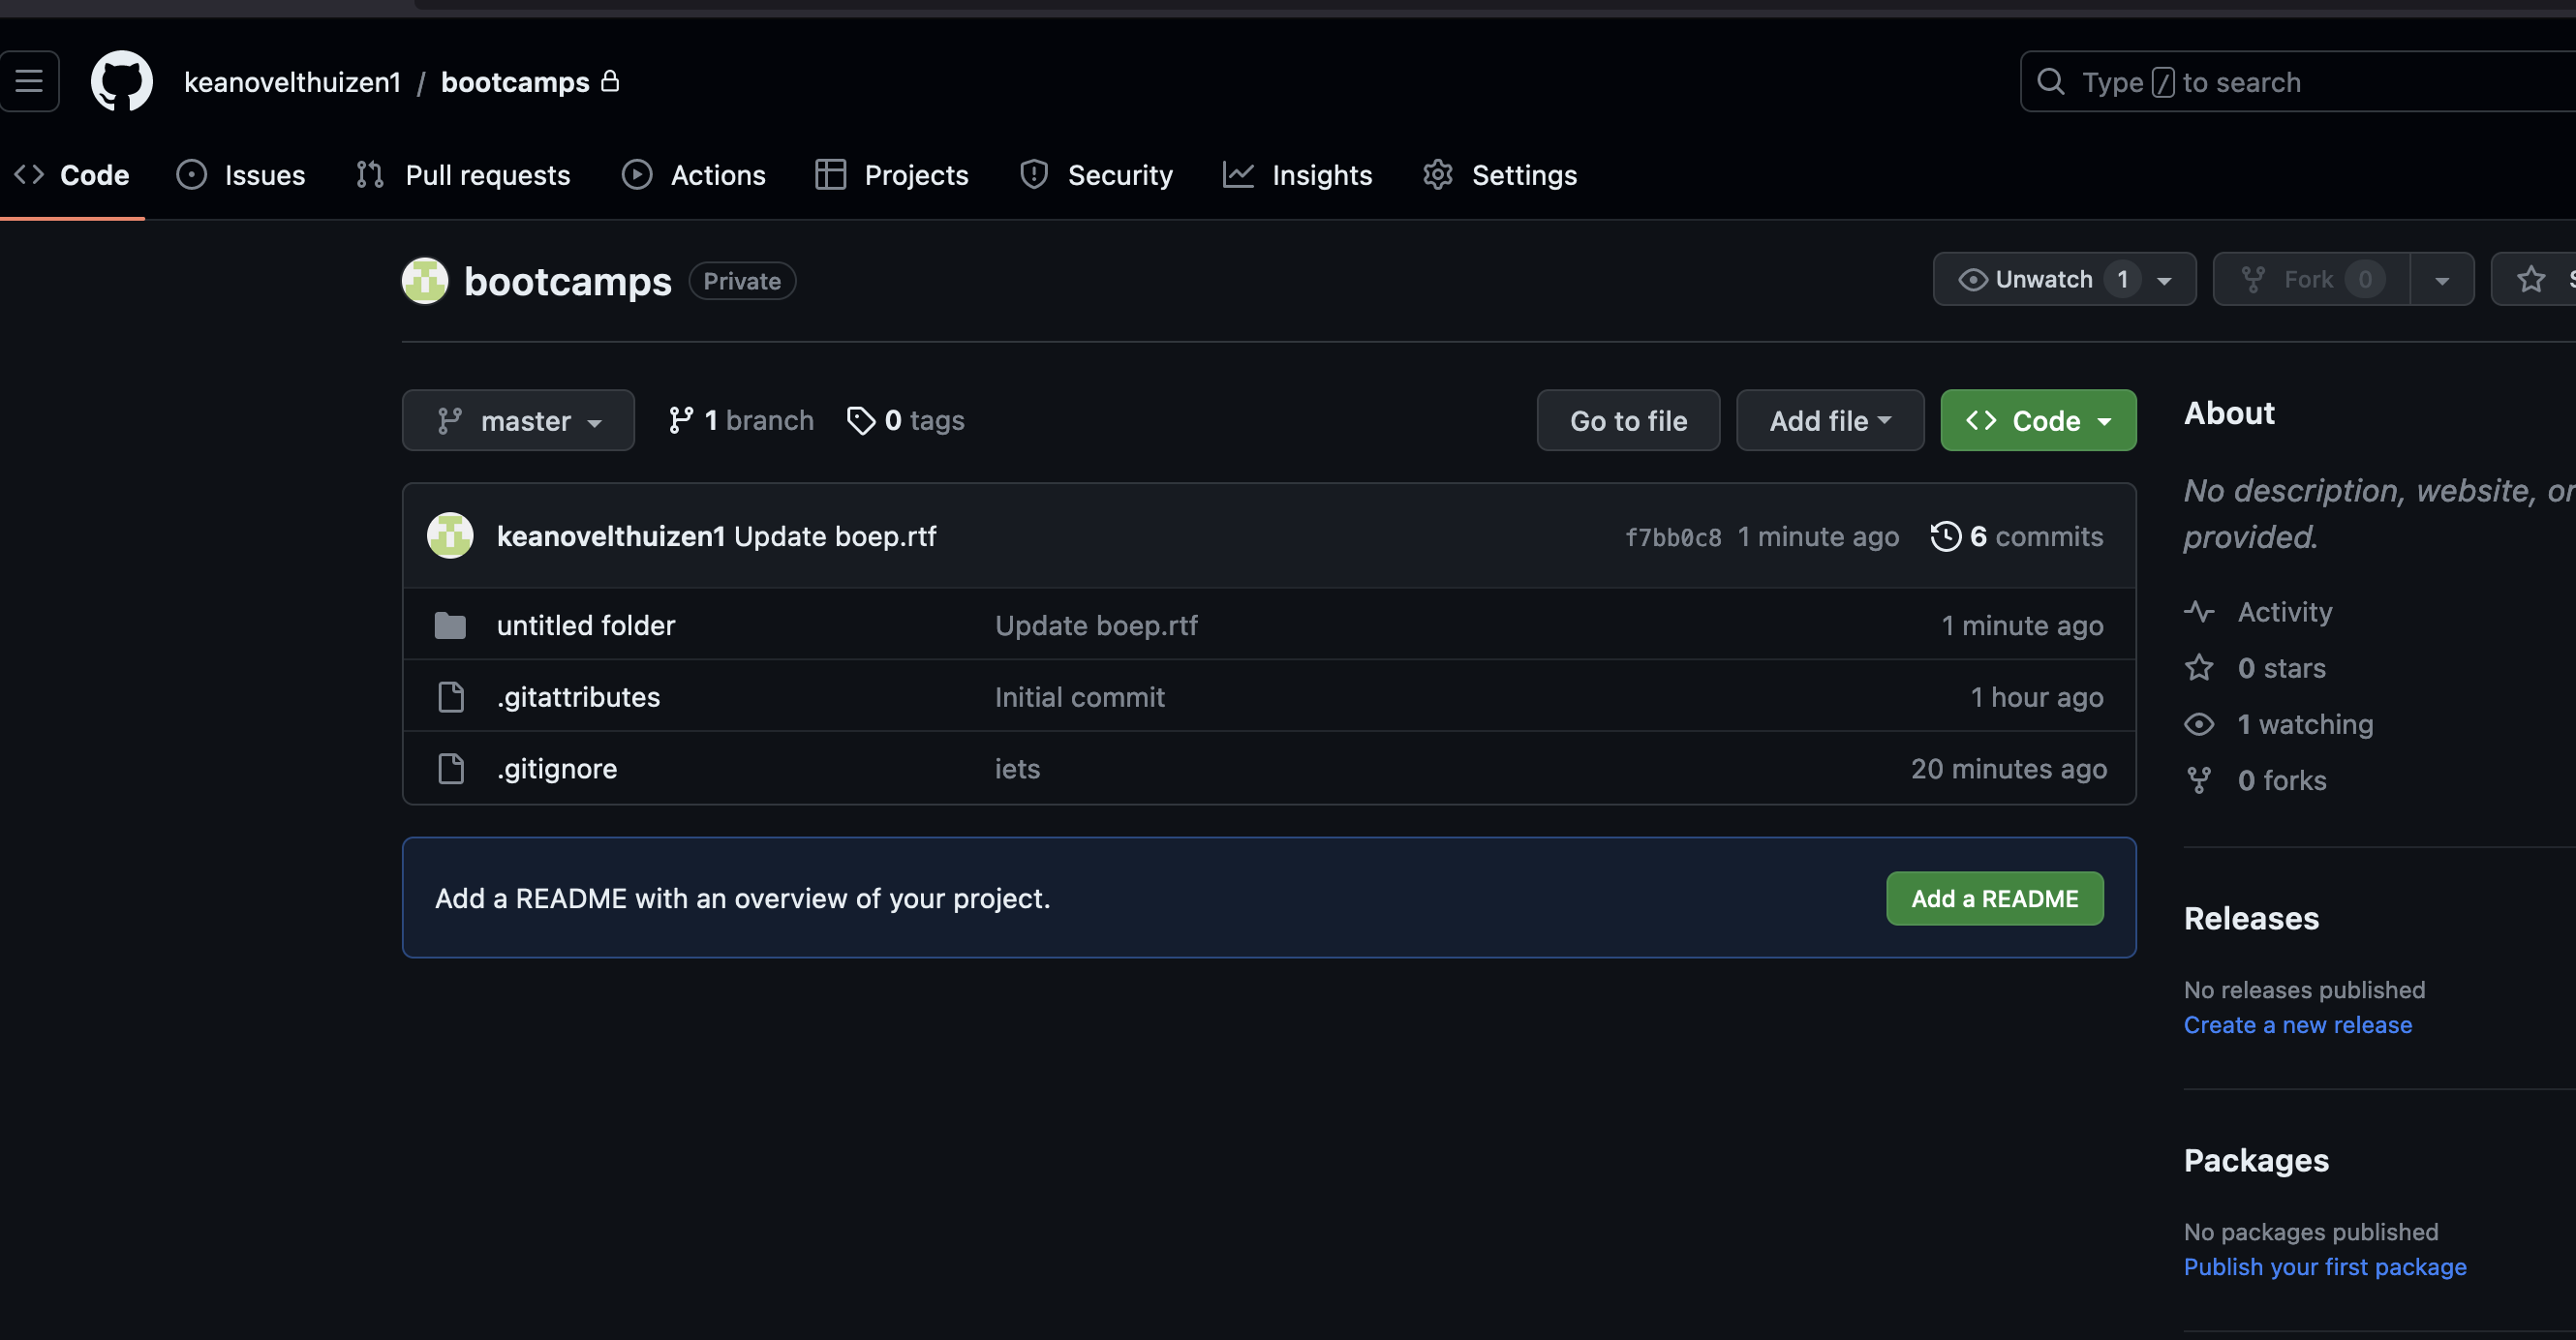 keanovelthuizen1 / bootcamps
Type / to search
Code Issues Pull requests Actions Projects Security Insights Settings
bootcamps Private
Unwatch 1 Fork 0
master 1 branch 0 tags
Go to file Add file Code
keanovelthuizen1 Update boep.rtf f7bb0c8 1 minute ago 6 commits
untitled folder Update boep.rtf 1 minute ago
.gitattributes Initial commit 1 hour ago
.gitignore iets 20 minutes ago
Add a README with an overview of your project. Add a README
About
No description, website, or
provided.
Activity
0 stars
1 watching
0 forks
Releases
No releases published
Create a new release
Packages
No packages published
Publish your first package